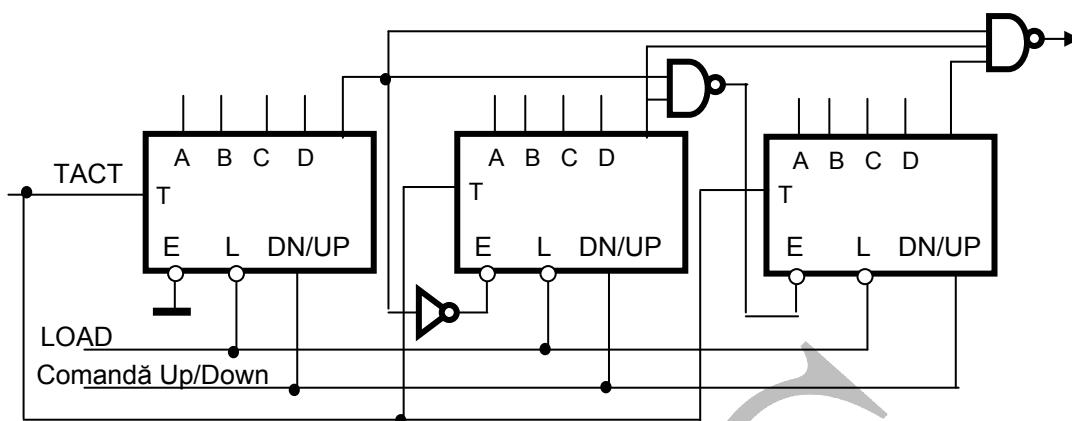 A B C D
A B C D
A B C D
TACT
T
T
T
E L DN/UP
E L DN/UP
E L DN/UP
LOAD
Comandă Up/Down